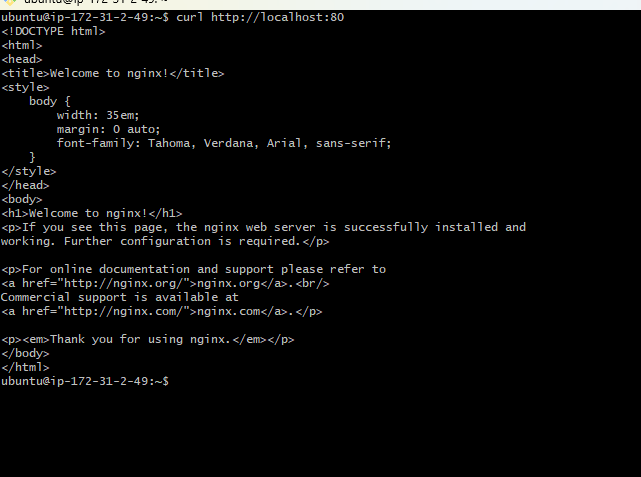 ubuntu@ip-172-31-2-49: ~
ubuntu@ip-172-31-2-49:~$ curl http://localhost:80
<!DOCTYPE html>
<html>
<head>
<title>Welcome to nginx!</title>
<style>
    body {
        width: 35em;
        margin: 0 auto;
        font-family: Tahoma, Verdana, Arial, sans-serif;
    }
</style>
</head>
<body>
<h1>Welcome to nginx!</h1>
<p>If you see this page, the nginx web server is successfully installed and
working. Further configuration is required.</p>

<p>For online documentation and support please refer to
<a href="http://nginx.org/">nginx.org</a>.<br/>
Commercial support is available at
<a href="http://nginx.com/">nginx.com</a>.</p>

<p><em>Thank you for using nginx.</em></p>
</body>
</html>
ubuntu@ip-172-31-2-49:~$